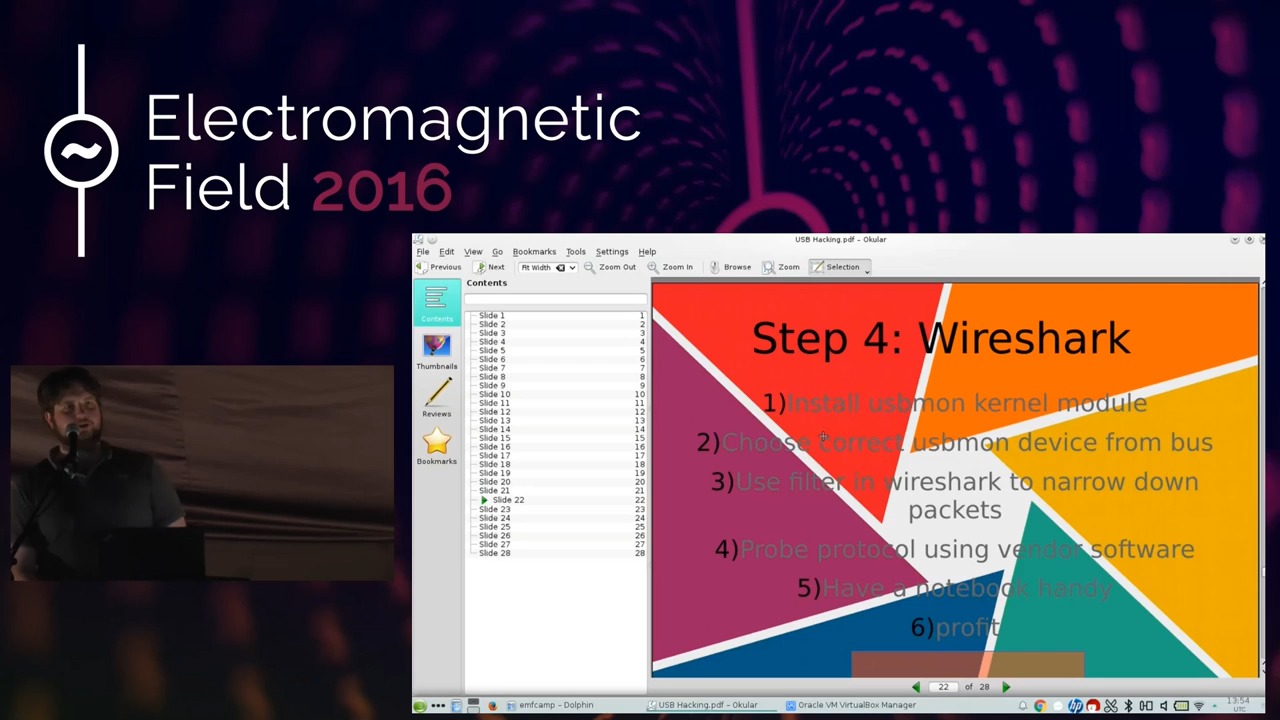 Electromagnetic
Field 2016
USB Hacking.pdf – Okular
File Edit View Go Bookmarks Tools Settings Help
Previous Next Fit Width Zoom Out Zoom In Browse Zoom Selection
Contents
Contents
Thumbnails
Reviews
Bookmarks
Slide 1 1
Slide 2 2
Slide 3 3
Slide 4 4
Slide 5 5
Slide 6 6
Slide 7 7
Slide 8 8
Slide 9 9
Slide 10 10
Slide 11 11
Slide 12 12
Slide 13 13
Slide 14 14
Slide 15 15
Slide 16 16
Slide 17 17
Slide 18 18
Slide 19 19
Slide 20 20
Slide 21 21
Slide 22 22
Slide 23 23
Slide 24 24
Slide 25 25
Slide 26 26
Slide 27 27
Slide 28 28
Step 4: Wireshark
1)Install usbmon kernel module
2)Choose correct usbmon device from bus
3)Use filter in wireshark to narrow down
packets
4)Probe protocol using vendor software
5)Have a notebook handy
6)profit
22 of 28
emfcamp – Dolphin USB Hacking.pdf – Okular Oracle VM VirtualBox Manager 13:54
UTC